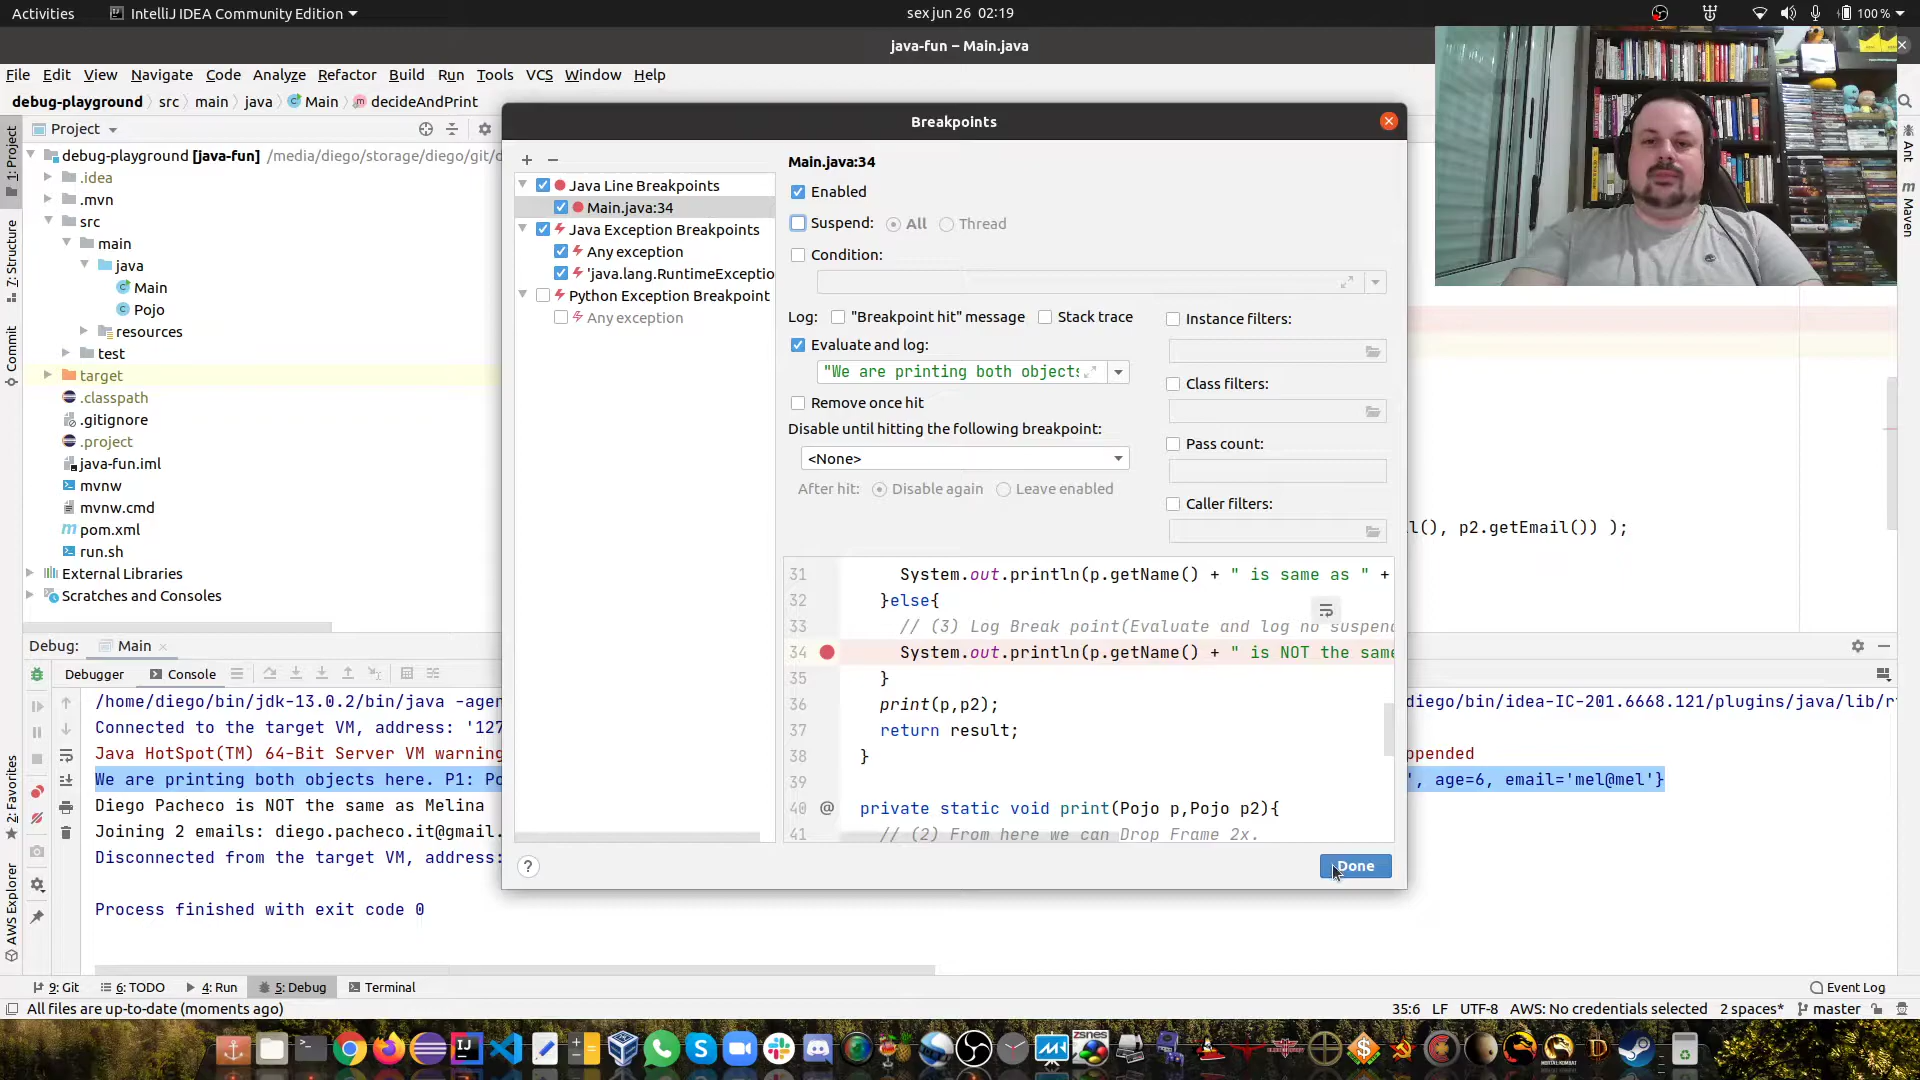 Activities
IntelliJ IDEA Community Edition
sex jun 26 02:19
100 %
java-fun – Main.java
File Edit View Navigate Code Analyze Refactor Build Run Tools VCS Window Help
debug-playground src main java Main decideAndPrint
Project
debug-playground [java-fun] /media/diego/storage/diego/git/d
.idea
.mvn
src
main
java
Main
Pojo
resources
test
target
.classpath
.gitignore
.project
java-fun.iml
mvnw
mvnw.cmd
pom.xml
run.sh
External Libraries
Scratches and Consoles
1: Project
7: Structure
Commit
2: Favorites
AWS Explorer
Ant
m Maven
Breakpoints
Java Line Breakpoints
Main.java:34
Java Exception Breakpoints
Any exception
'java.lang.RuntimeExceptio
Python Exception Breakpoint
Any exception
Main.java:34
Enabled
Suspend: All Thread
Condition:
Log: "Breakpoint hit" message Stack trace
Evaluate and log:
"We are printing both objects
Remove once hit
Disable until hitting the following breakpoint:
<None>
After hit: Disable again Leave enabled
Instance filters:
Class filters:
Pass count:
Caller filters:
31 System.out.println(p.getName() + " is same as " +
32 }else{
33 // (3) Log Break point(Evaluate and log no suspend
34 System.out.println(p.getName() + " is NOT the same
35 }
36 print(p,p2);
37 return result;
38 }
39
40 @ private static void print(Pojo p,Pojo p2){
41 // (2) From here we can Drop Frame 2x.
? Done
l(), p2.getEmail()) );
Debug: Main
Debugger Console
/home/diego/bin/jdk-13.0.2/bin/java -agen
diego/bin/idea-IC-201.6668.121/plugins/java/lib/r
Connected to the target VM, address: '127
Java HotSpot(TM) 64-Bit Server VM warning
ppended
We are printing both objects here. P1: Po
', age=6, email='mel@mel'}
Diego Pacheco is NOT the same as Melina
Joining 2 emails: diego.pacheco.it@gmail.
Disconnected from the target VM, address:
Process finished with exit code 0
9: Git 6: TODO 4: Run 5: Debug Terminal
Event Log
All files are up-to-date (moments ago)
35:6 LF UTF-8 AWS: No credentials selected 2 spaces* master
zsnes